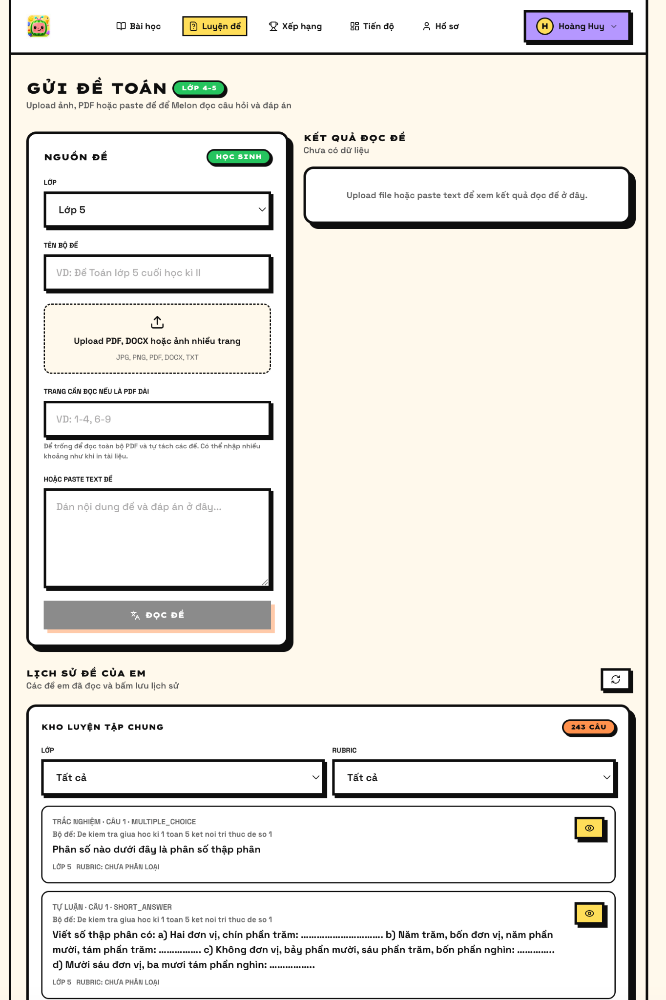 Bài học
Luyện đề
Xếp hạng
Tiến độ
Hồ sơ
H
Hoàng Huy
GỬI ĐỀ TOÁN
LỚP 4-5
Upload ảnh, PDF hoặc paste đề để Melon đọc câu hỏi và đáp án
NGUỒN ĐỀ
HỌC SINH
LỚP
Lớp 5
TÊN BỘ ĐỀ
VD: Đề Toán lớp 5 cuối học kì II
Upload PDF, DOCX hoặc ảnh nhiều trang
JPG, PNG, PDF, DOCX, TXT
TRANG CẦN ĐỌC NẾU LÀ PDF DÀI
VD: 1-4, 6-9
Để trống để đọc toàn bộ PDF và tự tách các đề. Có thể nhập nhiều
khoảng như khi in tài liệu.
HOẶC PASTE TEXT ĐỀ
Dán nội dung đề và đáp án ở đây...
ĐỌC ĐỀ
KẾT QUẢ ĐỌC ĐỀ
Chưa có dữ liệu
Upload file hoặc paste text để xem kết quả đọc đề ở đây.
LỊCH SỬ ĐỀ CỦA EM
Các đề em đã đọc và bấm lưu lịch sử
KHO LUYỆN TẬP CHUNG
243 CÂU
LỚP
Tất cả
RUBRIC
Tất cả
TRẮC NGHIỆM · CÂU 1 · MULTIPLE_CHOICE
Bộ đề: De kiem tra giua hoc ki 1 toan 5 ket noi tri thuc de so 1
Phân số nào dưới đây là phân số thập phân
LỚP 5 RUBRIC: CHƯA PHÂN LOẠI
TỰ LUẬN · CÂU 1 · SHORT_ANSWER
Bộ đề: De kiem tra giua hoc ki 1 toan 5 ket noi tri thuc de so 1
Viết số thập phân có: a) Hai đơn vị, chín phần trăm: …………………………. b) Năm trăm, bốn đơn vị, năm phần
mười, tám phần trăm: ……………. c) Không đơn vị, bảy phần mười, sáu phần trăm, bốn phần nghìn: …………..
d) Mười sáu đơn vị, ba mươi tám phần nghìn: ……………..
LỚP 5 RUBRIC: CHƯA PHÂN LOẠI